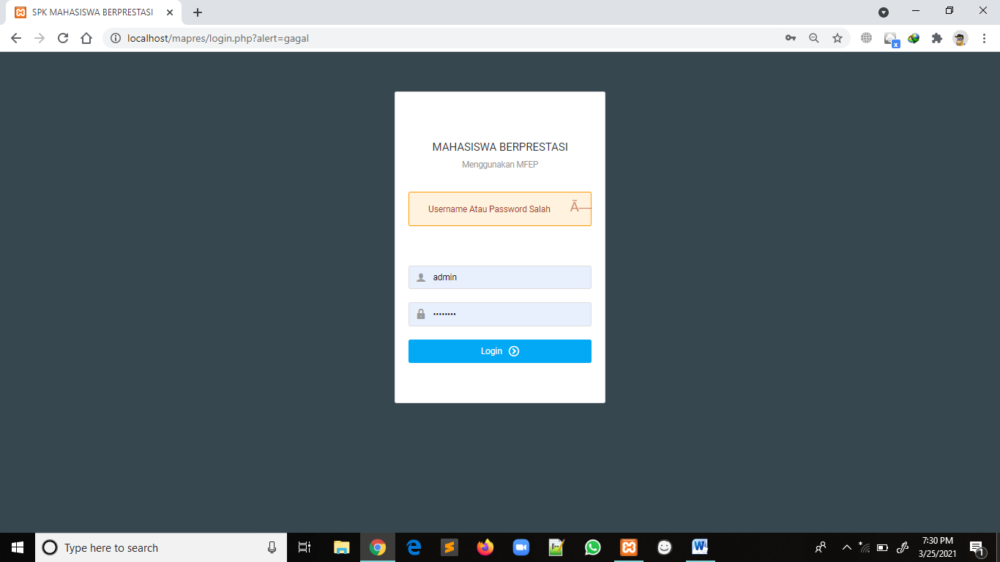 SPK MAHASISWA BERPRESTASI
localhost/mapres/login.php?alert=gagal
MAHASISWA BERPRESTASI
Menggunakan MFEP
Username Atau Password Salah Ã—
admin
••••••••
Login
Type here to search
7:30 PM
3/25/2021
1